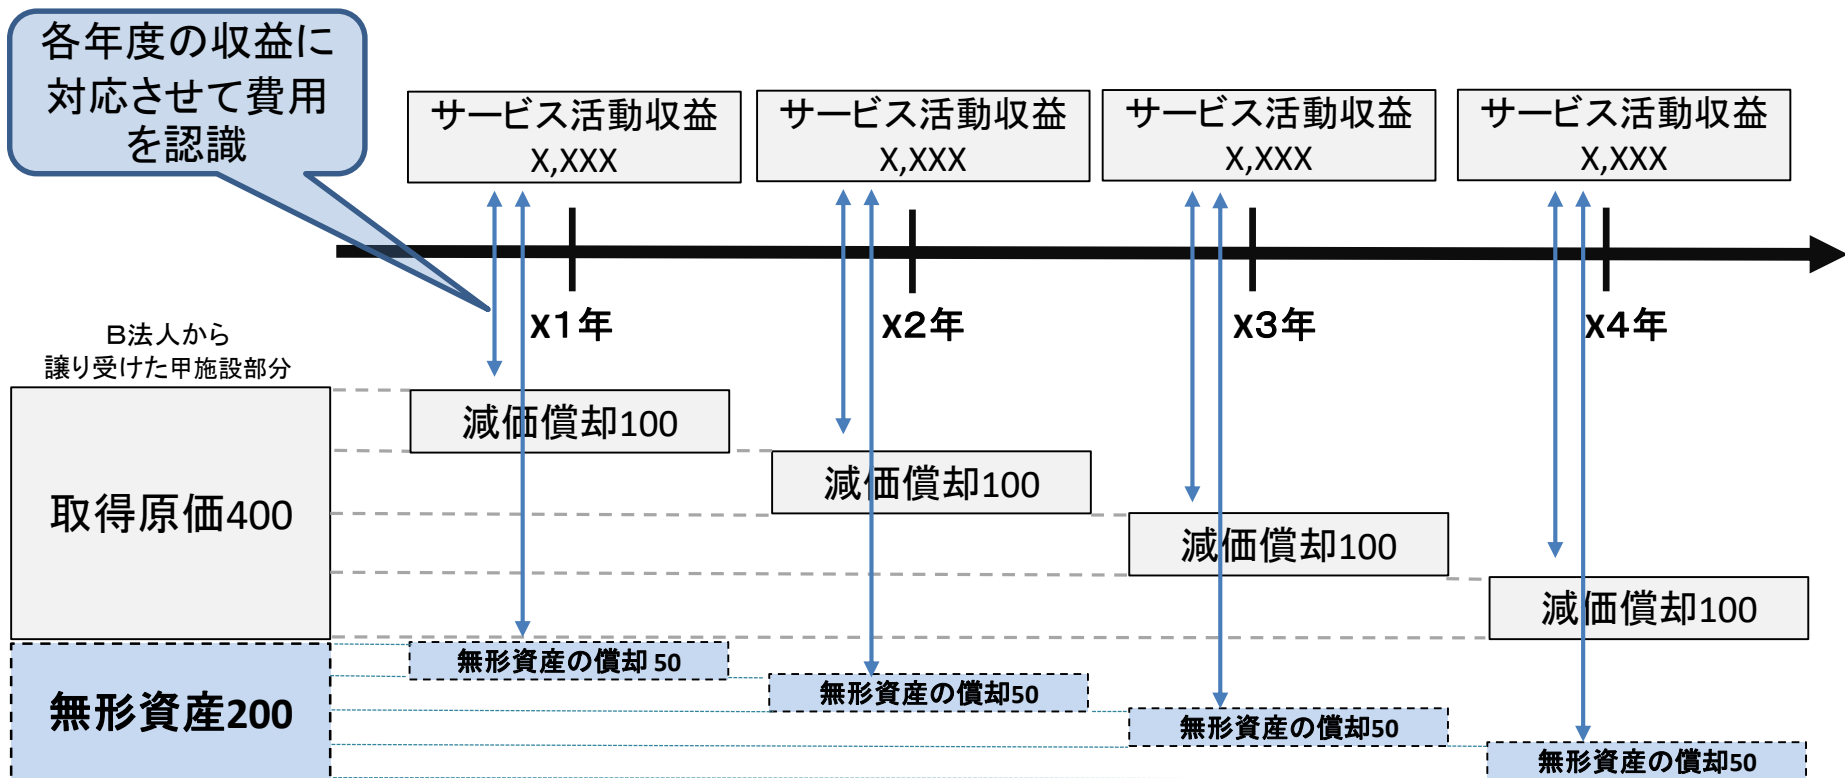 各年度の収益に
対応させて費用
を認識
サービス活動収益
X,XXX
サービス活動収益
X,XXX
サービス活動収益
X,XXX
サービス活動収益
X,XXX
X1年
X2年
X3年
X4年
B法人から
譲り受けた甲施設部分
取得原価400
減価償却100
減価償却100
減価償却100
減価償却100
無形資産200
無形資産の償却 50
無形資産の償却50
無形資産の償却50
無形資産の償却50